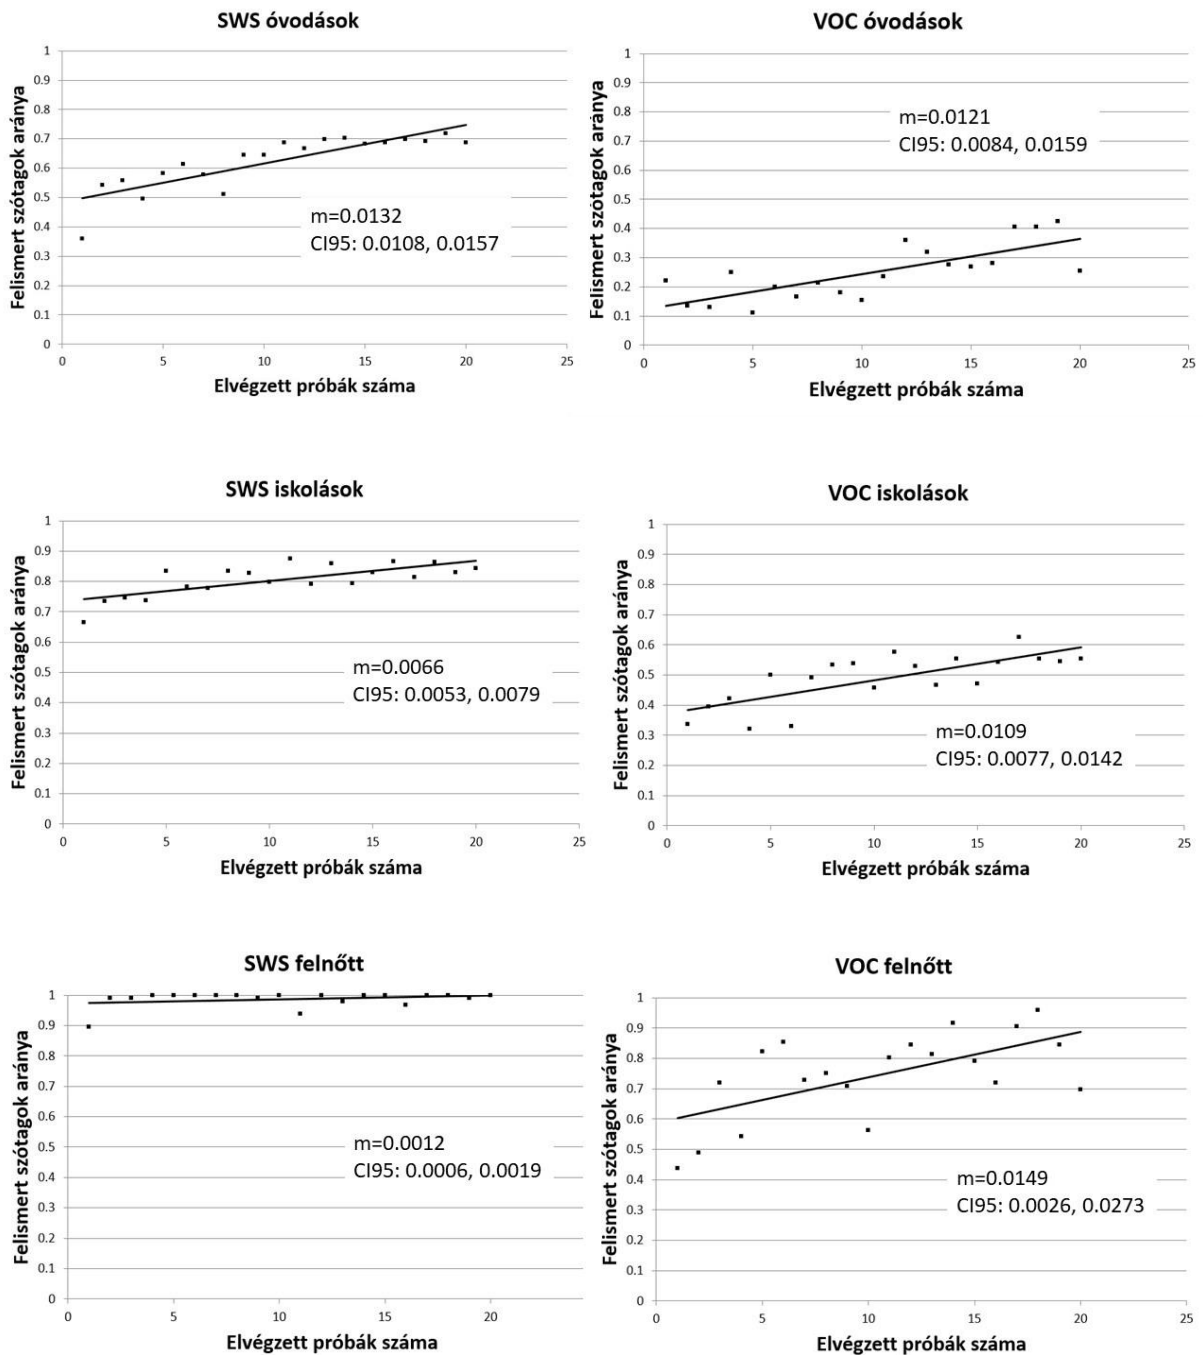 SWS óvodások
Felismert szótagok aránya
1
0.9
0.8
0.7
0.6
0.5
0.4
0.3
0.2
0.1
0
m=0.0132
CI95: 0.0108, 0.0157
0 5 10 15 20 25
Elvégzett próbák száma
VOC óvodások
Felismert szótagok aránya
1
0.9
0.8
0.7
0.6
0.5
0.4
0.3
0.2
0.1
0
m=0.0121
CI95: 0.0084, 0.0159
0 5 10 15 20 25
Elvégzett próbák száma
SWS iskolások
Felismert szótagok aránya
1
0.9
0.8
0.7
0.6
0.5
0.4
0.3
0.2
0.1
0
m=0.0066
CI95: 0.0053, 0.0079
0 5 10 15 20 25
Elvégzett próbák száma
VOC iskolások
Felismert szótagok aránya
1
0.9
0.8
0.7
0.6
0.5
0.4
0.3
0.2
0.1
0
m=0.0109
CI95: 0.0077, 0.0142
0 5 10 15 20 25
Elvégzett próbák száma
SWS felnőtt
Felismert szótagok aránya
1
0.9
0.8
0.7
0.6
0.5
0.4
0.3
0.2
0.1
0
m=0.0012
CI95: 0.0006, 0.0019
0 5 10 15 20
Elvégzett próbák száma
VOC felnőtt
Felismert szótagok aránya
1
0.9
0.8
0.7
0.6
0.5
0.4
0.3
0.2
0.1
0
m=0.0149
CI95: 0.0026, 0.0273
0 5 10 15 20 25
Elvégzett próbák száma